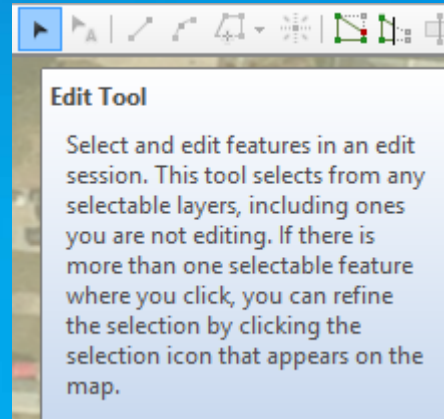 A
Edit Tool
Select and edit features in an edit
session. This tool selects from any
selectable layers, including ones
you are not editing. If there is
more than one selectable feature
where you click, you can refine
the selection by clicking the
selection icon that appears on the
map.